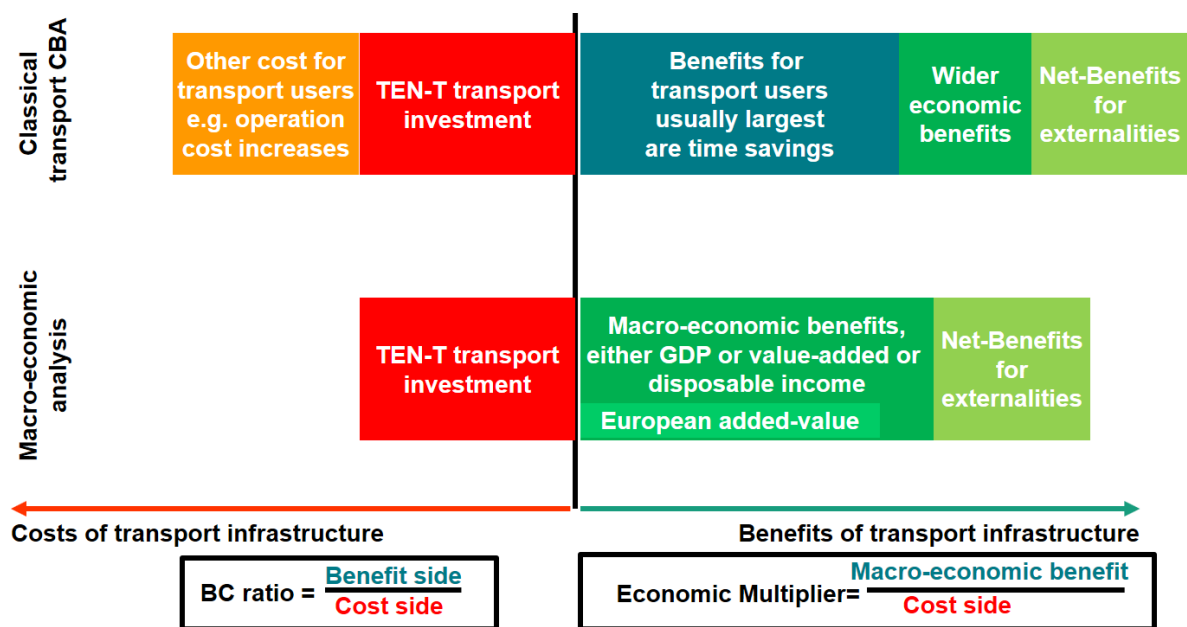 Classical
transport CBA
Other cost for
transport users
e.g. operation
cost increases
TEN-T transport
investment
Benefits for
transport users
usually largest
are time savings
Wider
economic
benefits
Net-Benefits
for
externalities
Macro-economic
analysis
TEN-T transport
investment
Macro-economic benefits,
either GDP or value-added or
disposable income
European added-value
Net-Benefits
for
externalities
Costs of transport infrastructure
Benefits of transport infrastructure
BC ratio =
Benefit side
Cost side
Economic Multiplier=
Macro-economic benefit
Cost side